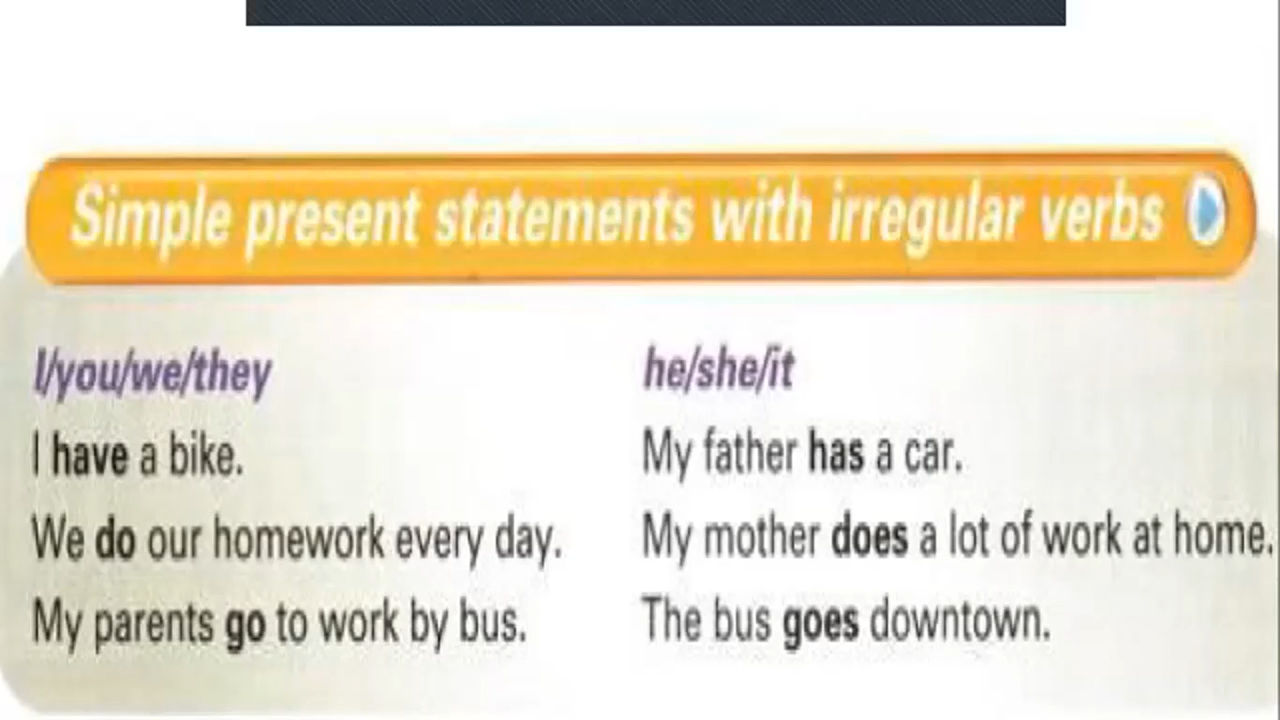 Simple present statements with irregular verbs
I/you/we/they
I have a bike.
We do our homework every day.
My parents go to work by bus.
he/she/it
My father has a car.
My mother does a lot of work at home.
The bus goes downtown.